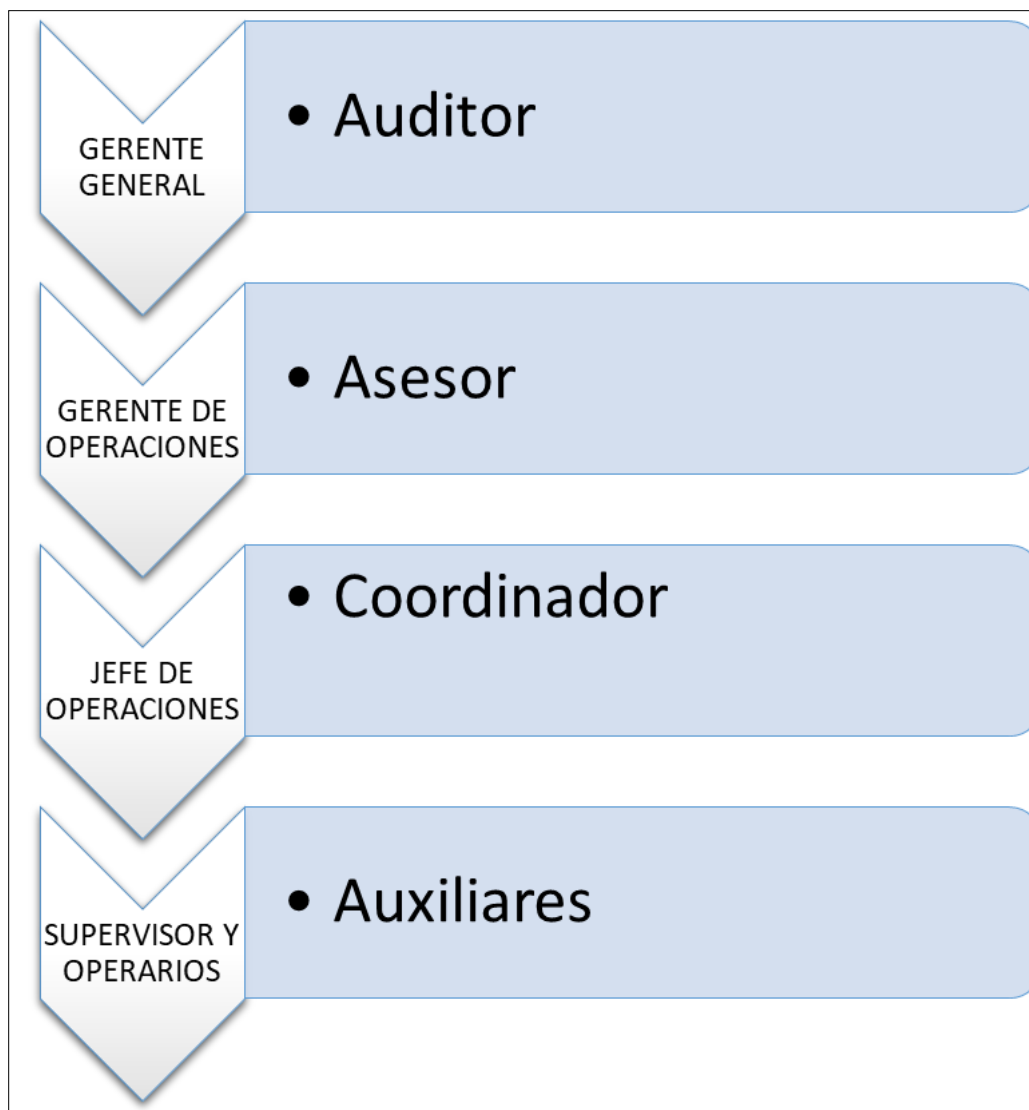 GERENTE
GENERAL
• Auditor
GERENTE DE
OPERACIONES
• Asesor
JEFE DE
OPERACIONES
• Coordinador
SUPERVISOR Y
OPERARIOS
• Auxiliares